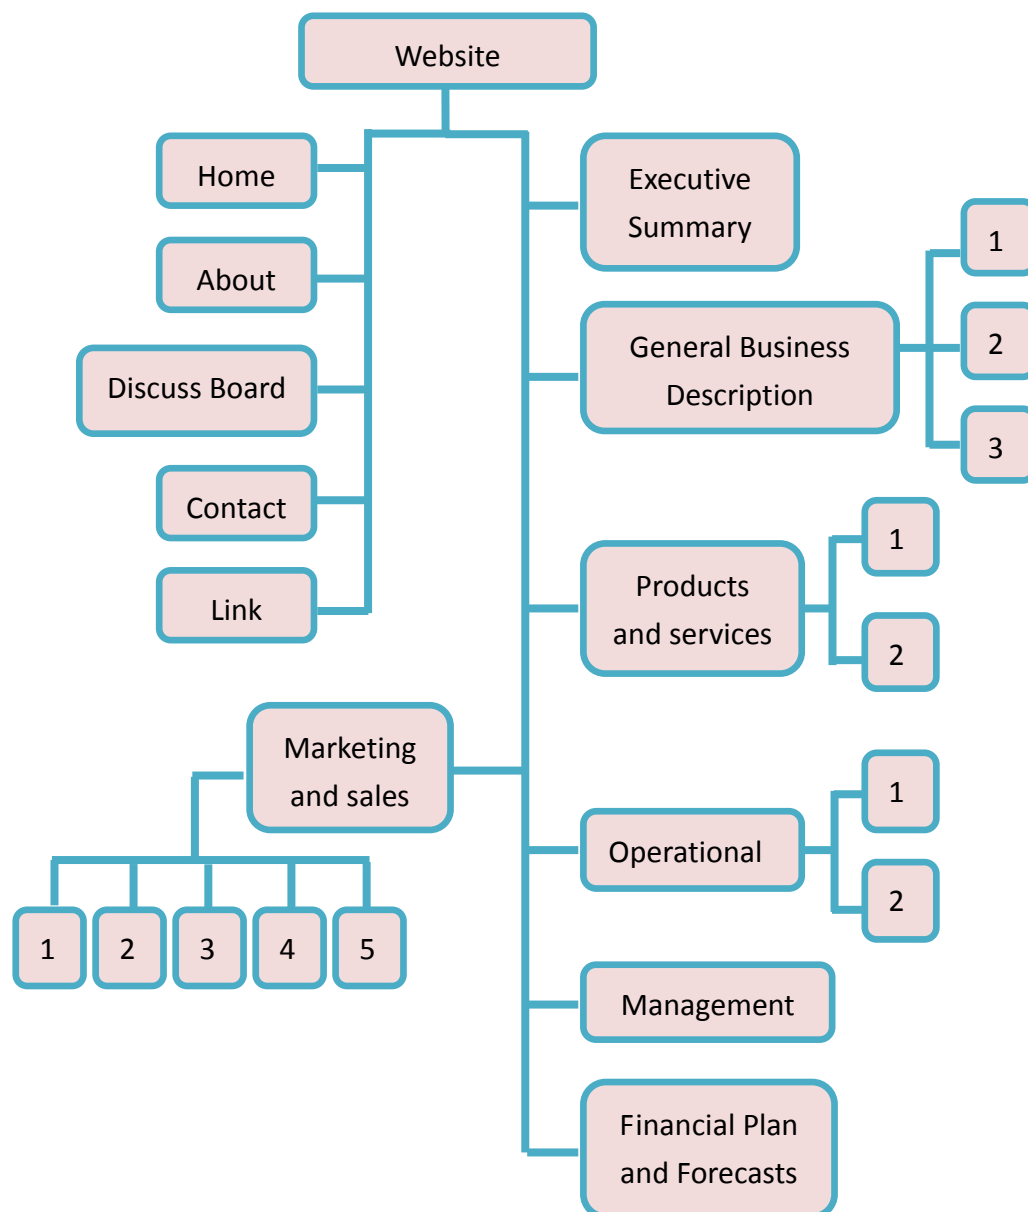 Website
Home
About
Discuss Board
Contact
Link
Executive
Summary
General Business
Description
1
2
3
Products
and services
1
2
Marketing
and sales
1 2 3 4 5
Operational
1
2
Management
Financial Plan
and Forecasts